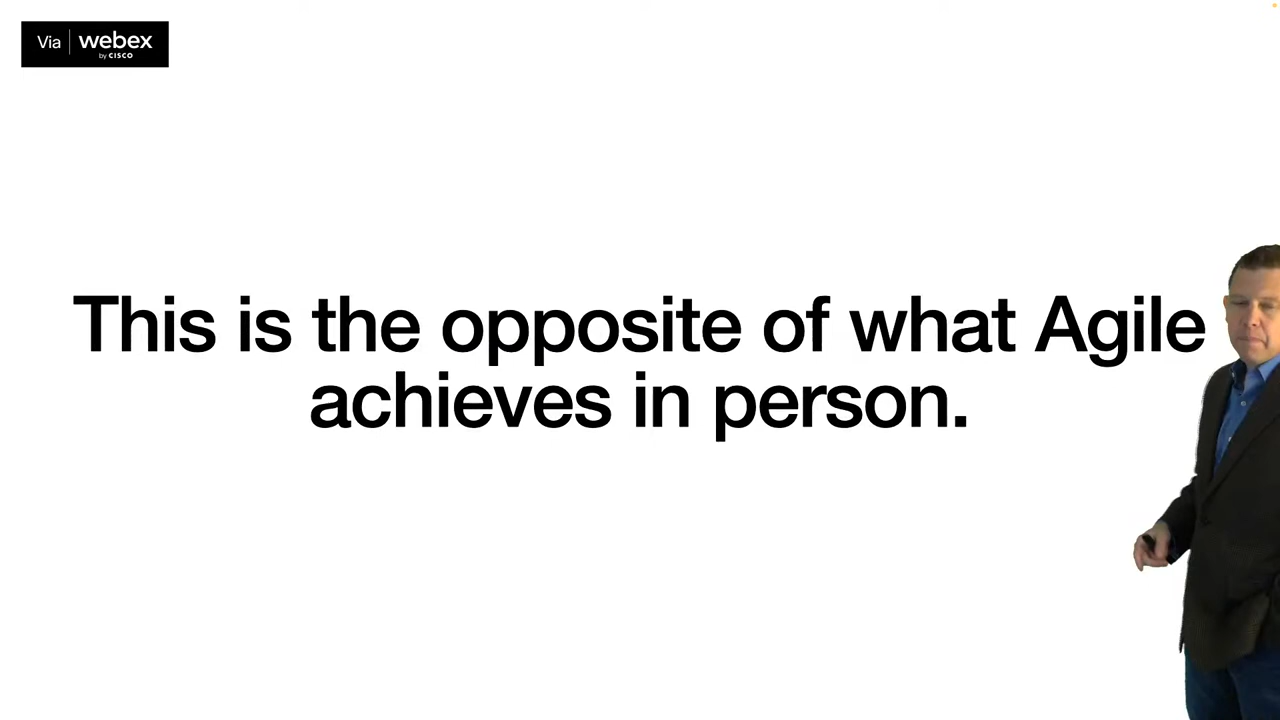 Via webex
by CISCO
This is the opposite of what Agile
achieves in person.